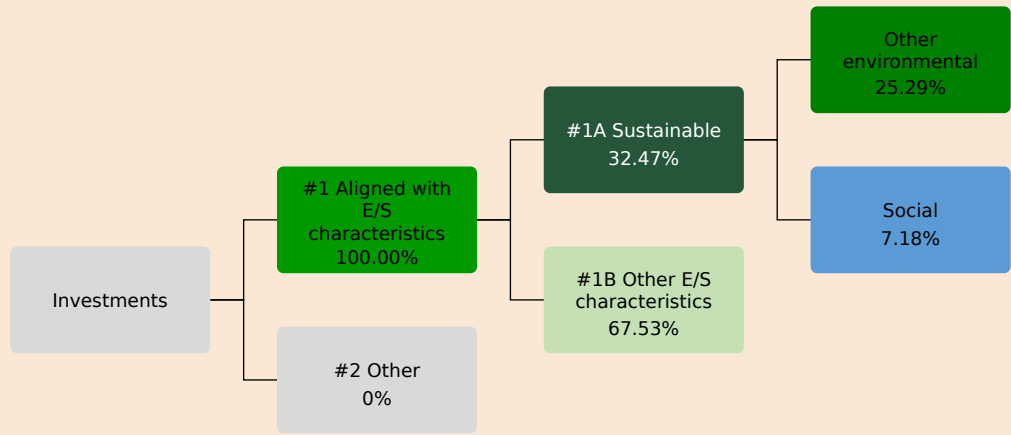 Investments
#1 Aligned with
E/S
characteristics
100.00%
#2 Other
0%
#1A Sustainable
32.47%
#1B Other E/S
characteristics
67.53%
Other
environmental
25.29%
Social
7.18%